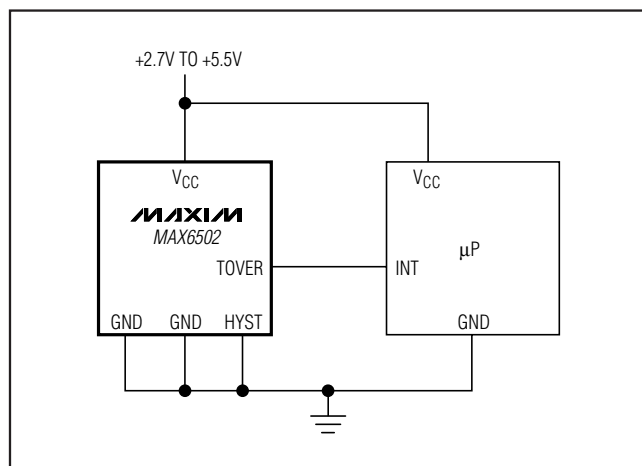 +2.7V TO +5.5V
VCC
MAXIM
MAX6502
TOVER
GND GND HYST
VCC
μP
INT
GND